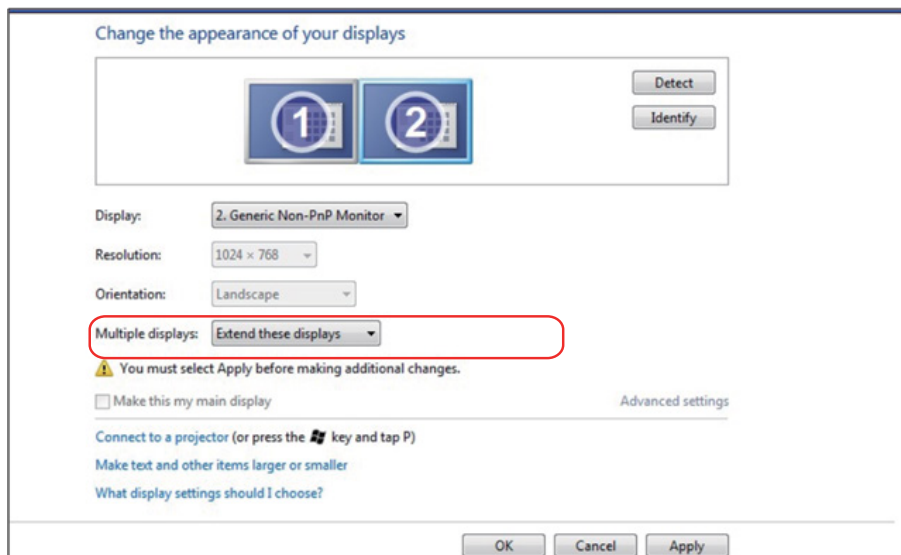 Change the appearance of your displays
1 2
Detect
Identify
Display: 2. Generic Non-PnP Monitor
Resolution: 1024 × 768
Orientation: Landscape
Multiple displays: Extend these displays
You must select Apply before making additional changes.
Make this my main display Advanced settings
Connect to a projector (or press the key and tap P)
Make text and other items larger or smaller
What display settings should I choose?
OK Cancel Apply